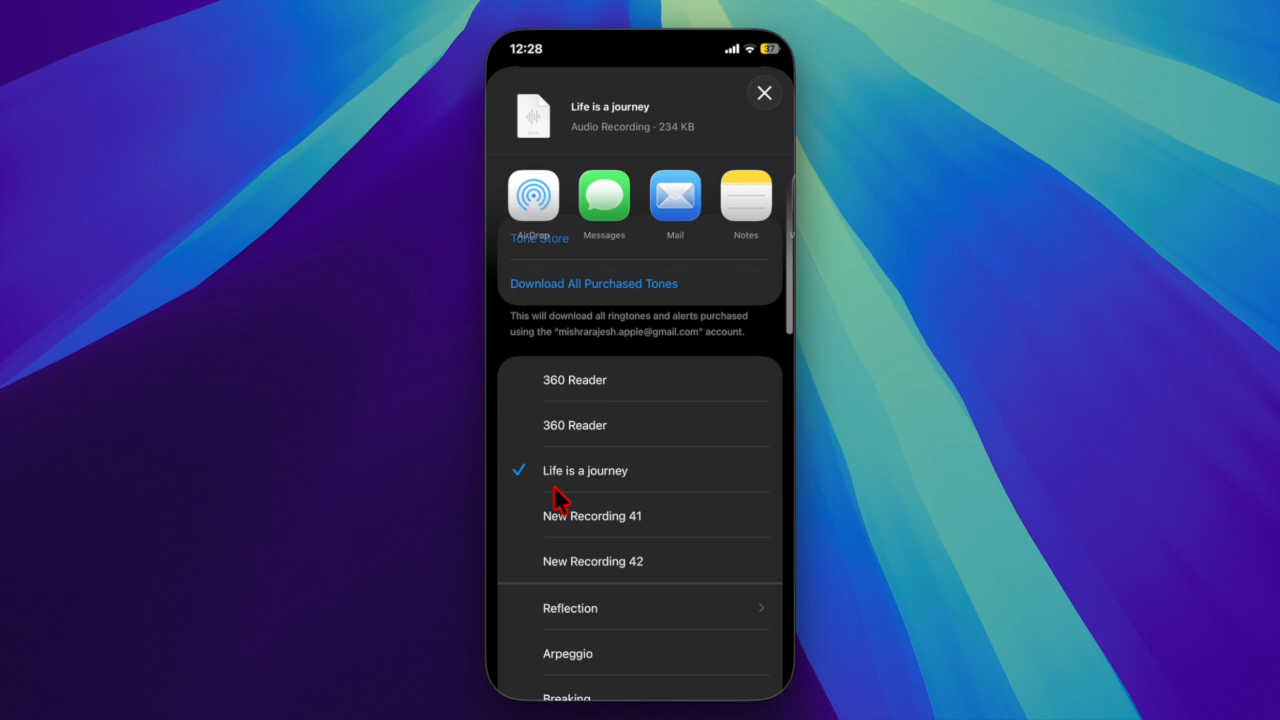 12:28
37
Life is a journey
Audio Recording · 234 KB
AirDrop
Messages
Mail
Notes
Tone Store
Download All Purchased Tones
This will download all ringtones and alerts purchased
using the “mishrarajesh.apple@gmail.com” account.
360 Reader
360 Reader
Life is a journey
New Recording 41
New Recording 42
Reflection
Arpeggio
Breaking